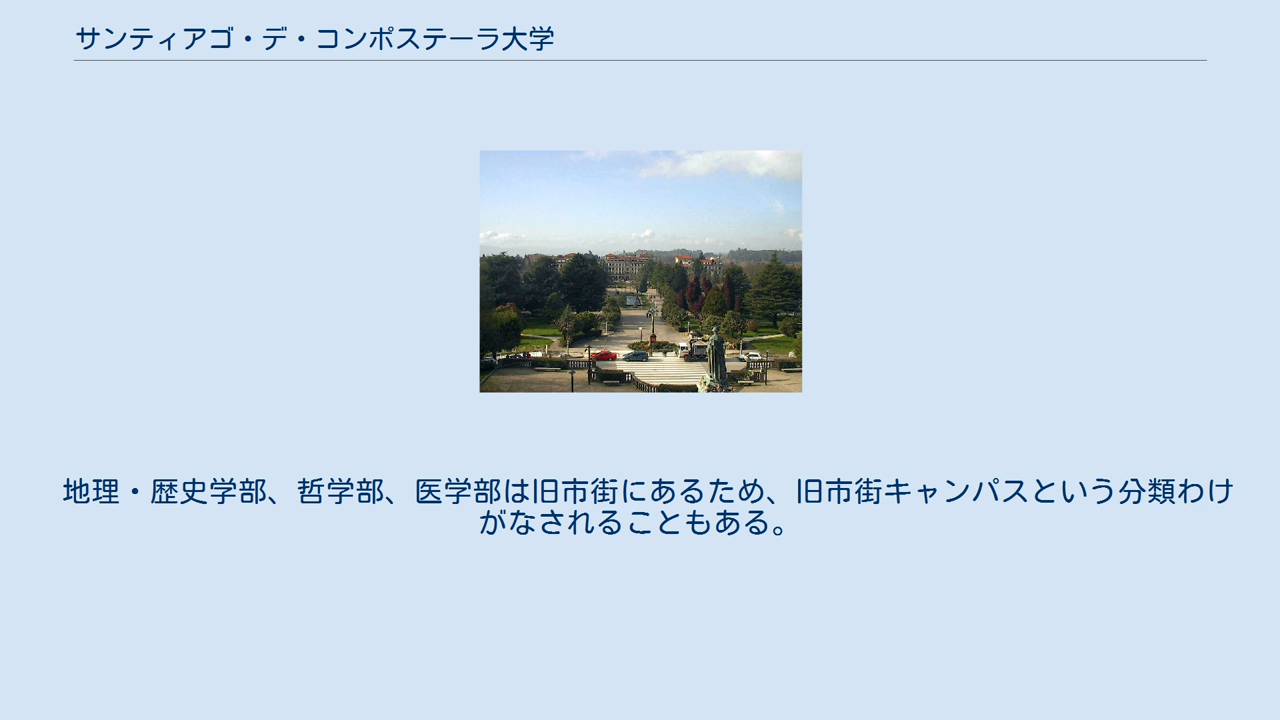 サンティアゴ・デ・コンポステーラ大学
地理・歴史学部、哲学部、医学部は旧市街にあるため、旧市街キャンパスという分類わけ
がなされることもある。